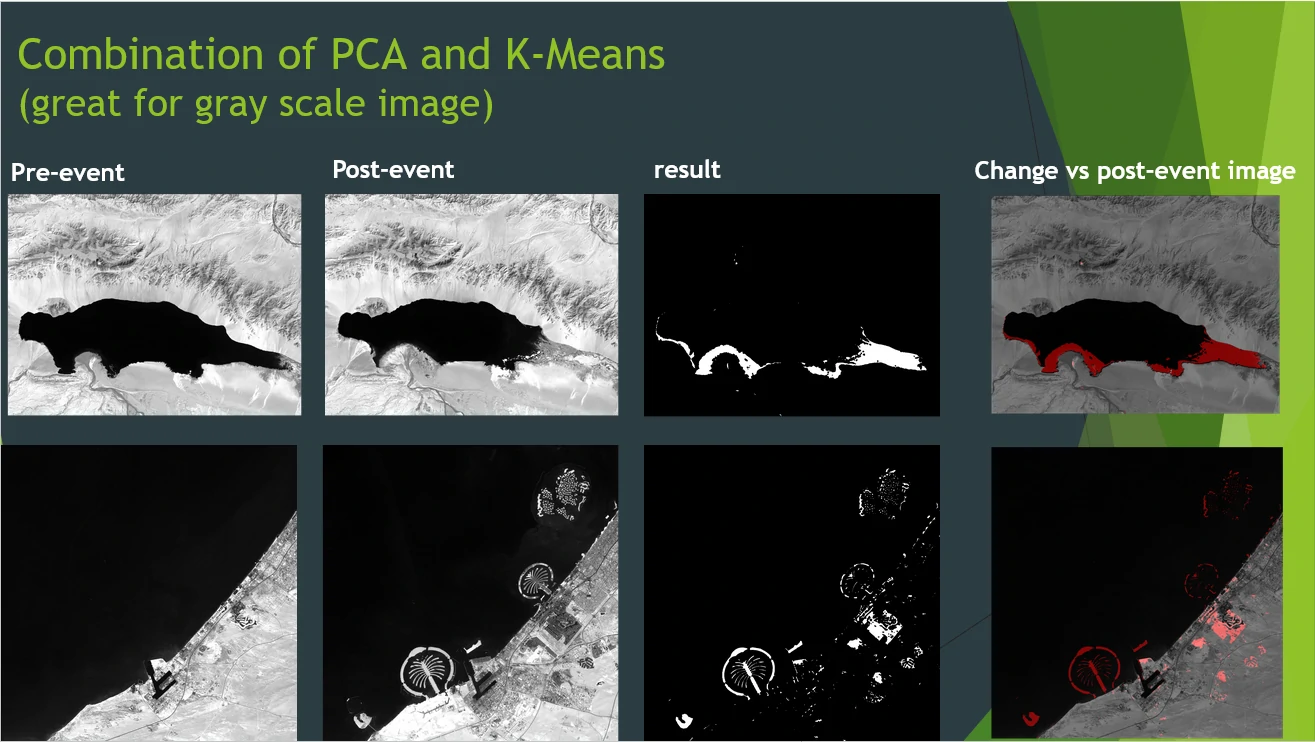 Combination of PCA and K-Means
(great for gray scale image)
Pre-event
Post-event
result
Change vs post-event image